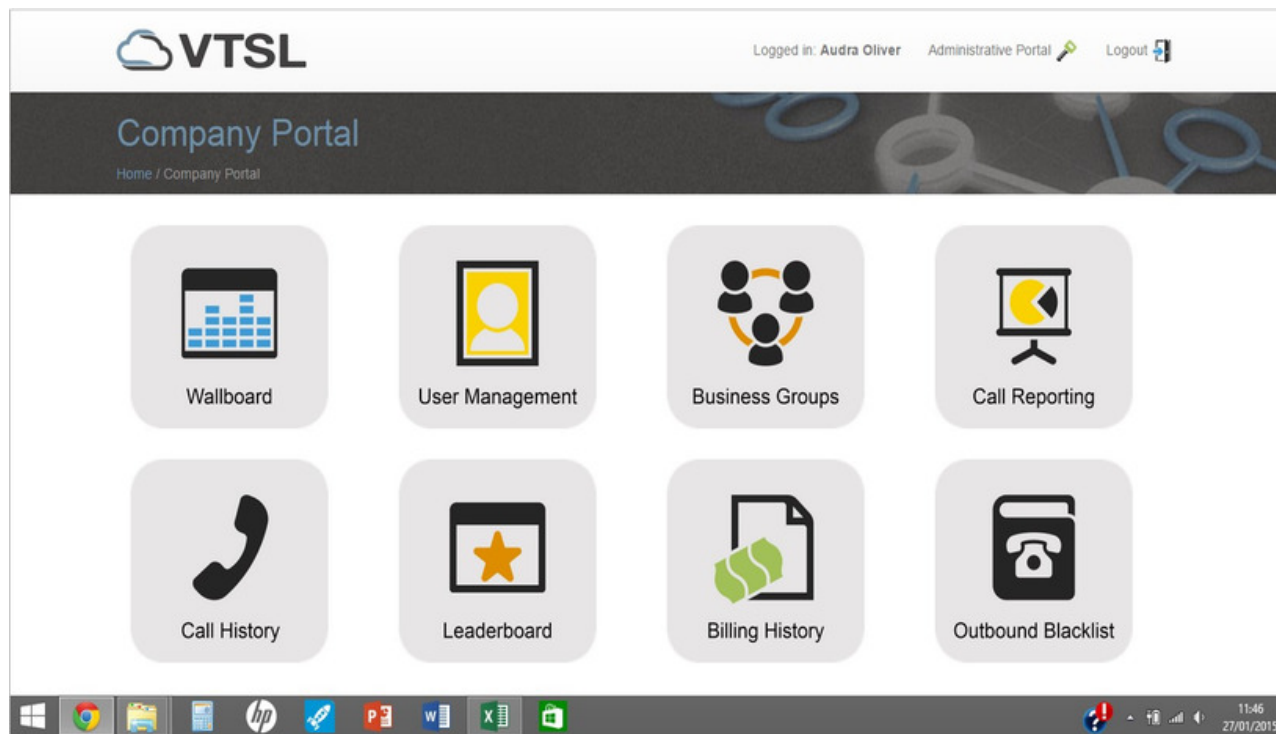 VTSL
Logged in: Audra Oliver
Administrative Portal
Logout
Company Portal
Home / Company Portal
Wallboard
User Management
Business Groups
Call Reporting
Call History
Leaderboard
Billing History
Outbound Blacklist
hp
P
W
X
11:46
27/01/2015